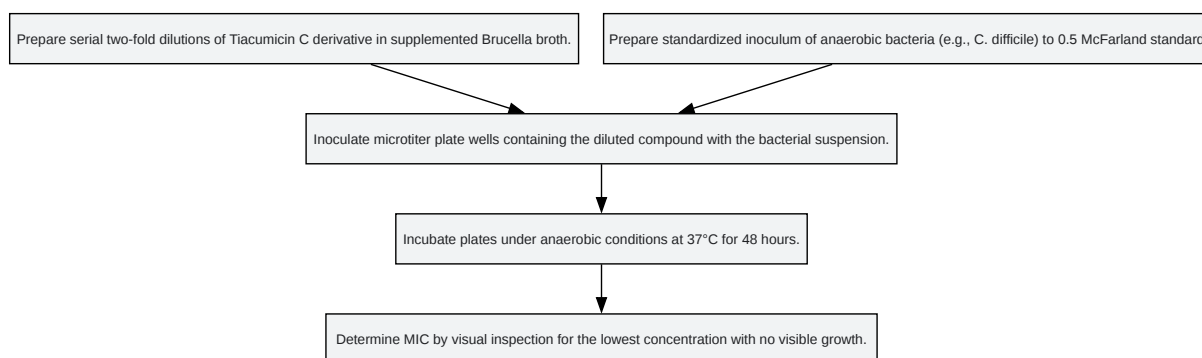 Prepare serial two-fold dilutions of Tiacumicin C derivative in supplemented Brucella broth.
Prepare standardized inoculum of anaerobic bacteria (e.g., C. difficile) to 0.5 McFarland standard
Inoculate microtiter plate wells containing the diluted compound with the bacterial suspension.
Incubate plates under anaerobic conditions at 37°C for 48 hours.
Determine MIC by visual inspection for the lowest concentration with no visible growth.